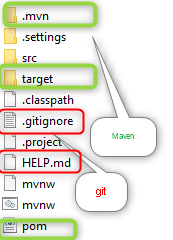 .mvn
.settings
src
target
.classpath
.gitignore
Maven
.project
HELP.md
mvnw
git
mvnw
pom